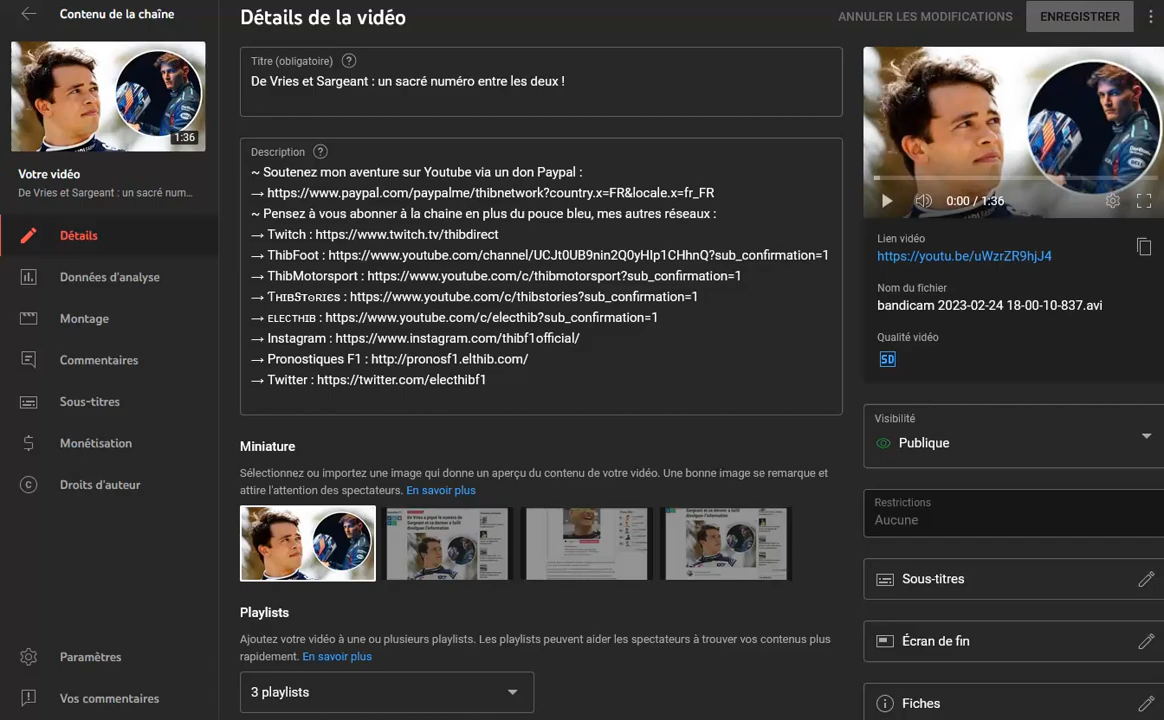 Contenu de la chaîne
1:36
Votre vidéo
De Vries et Sargeant : un sacré num...
Détails
Données d'analyse
Montage
Commentaires
Sous-titres
Monétisation
Droits d'auteur
Paramètres
Vos commentaires
Détails de la vidéo
ANNULER LES MODIFICATIONS
ENREGISTRER
Titre (obligatoire)
De Vries et Sargeant : un sacré numéro entre les deux !
Description
~ Soutenez mon aventure sur Youtube via un don Paypal :
→ https://www.paypal.com/paypalme/thibnetwork?country.x=FR&locale.x=fr_FR
~ Pensez à vous abonner à la chaine en plus du pouce bleu, mes autres réseaux :
→ Twitch : https://www.twitch.tv/thibdirect
→ ThibFoot : https://www.youtube.com/channel/UCJt0UB9nin2Q0yHIp1CHhnQ?sub_confirmation=1
→ ThibMotorsport : https://www.youtube.com/c/thibmotorsport?sub_confirmation=1
→ TʜɪʙSᴛᴏʀɪᴇs : https://www.youtube.com/c/thibstories?sub_confirmation=1
→ ᴇʟᴇᴄᴛʜɪʙ : https://www.youtube.com/c/electhib?sub_confirmation=1
→ Instagram : https://www.instagram.com/thibf1official/
→ Pronostiques F1 : http://pronosf1.elthib.com/
→ Twitter : https://twitter.com/electhibf1
Miniature
Sélectionnez ou importez une image qui donne un aperçu du contenu de votre vidéo. Une bonne image se remarque et
attire l'attention des spectateurs. En savoir plus
Playlists
Ajoutez votre vidéo à une ou plusieurs playlists. Les playlists peuvent aider les spectateurs à trouver vos contenus plus
rapidement. En savoir plus
3 playlists
0:00 / 1:36
Lien vidéo
https://youtu.be/uWzrZR9hjJ4
Nom du fichier
bandicam 2023-02-24 18-00-10-837.avi
Qualité vidéo
SD
Visibilité
Publique
Restrictions
Aucune
Sous-titres
Écran de fin
Fiches